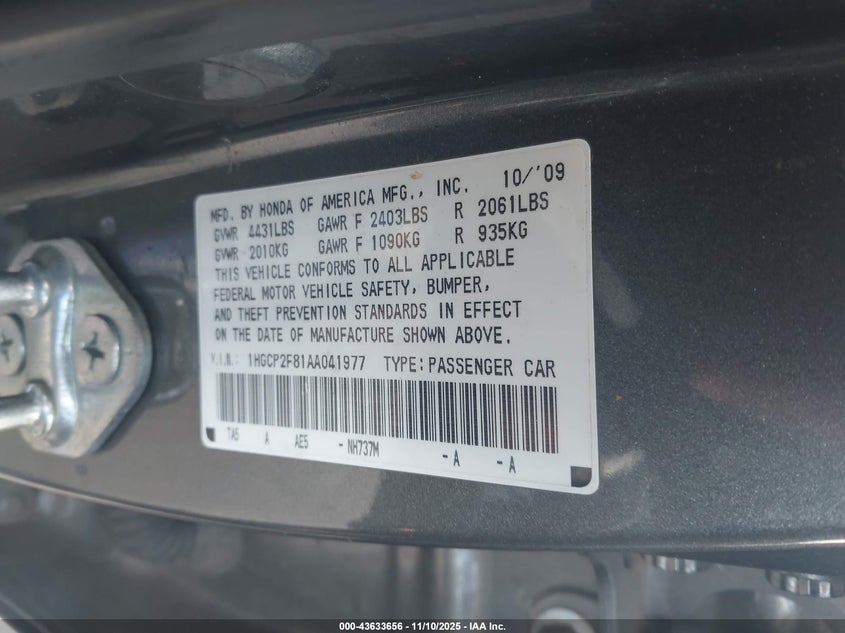 MFD. BY HONDA OF AMERICA MFG., INC. 10/'09
GVWR 4431LBS GAWR F 2403LBS R 2061LBS
GVWR 2010KG GAWR F 1090KG R 935KG
THIS VEHICLE CONFORMS TO ALL APPLICABLE
FEDERAL MOTOR VEHICLE SAFETY, BUMPER,
AND THEFT PREVENTION STANDARDS IN EFFECT
ON THE DATE OF MANUFACTURE SHOWN ABOVE.
V.I.N.: 1HGCP2F81AA041977 TYPE:PASSENGER CAR
TA5 A AE5 -NH737M -A -A
000-43633656 - 11/10/2025 - IAA Inc.